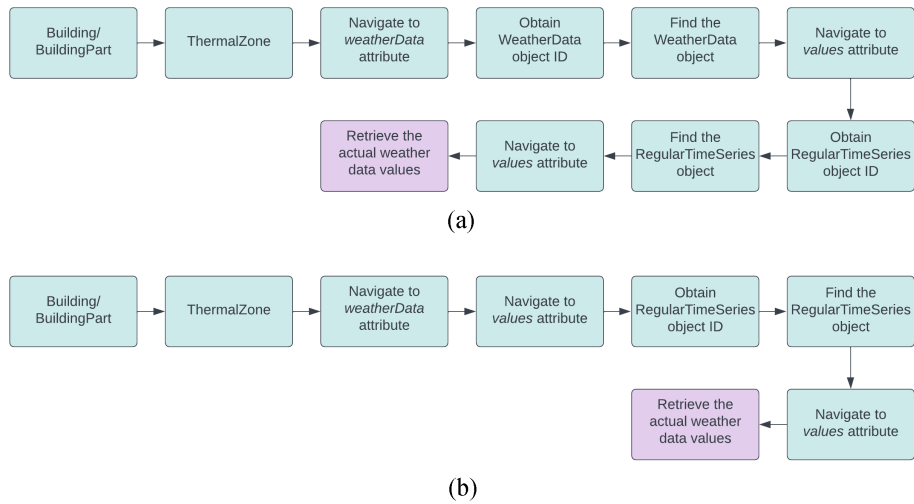 Building/
BuildingPart
ThermalZone
Navigate to
weatherData
attribute
Obtain
WeatherData
object ID
Find the
WeatherData
object
Navigate to
values attribute
Obtain
RegularTimeSeries
object ID
Find the
RegularTimeSeries
object
Navigate to
values attribute
Retrieve the
actual weather
data values
(a)
Building/
BuildingPart
ThermalZone
Navigate to
weatherData
attribute
Navigate to
values attribute
Obtain
RegularTimeSeries
object ID
Find the
RegularTimeSeries
object
Navigate to
values attribute
Retrieve the
actual weather
data values
(b)